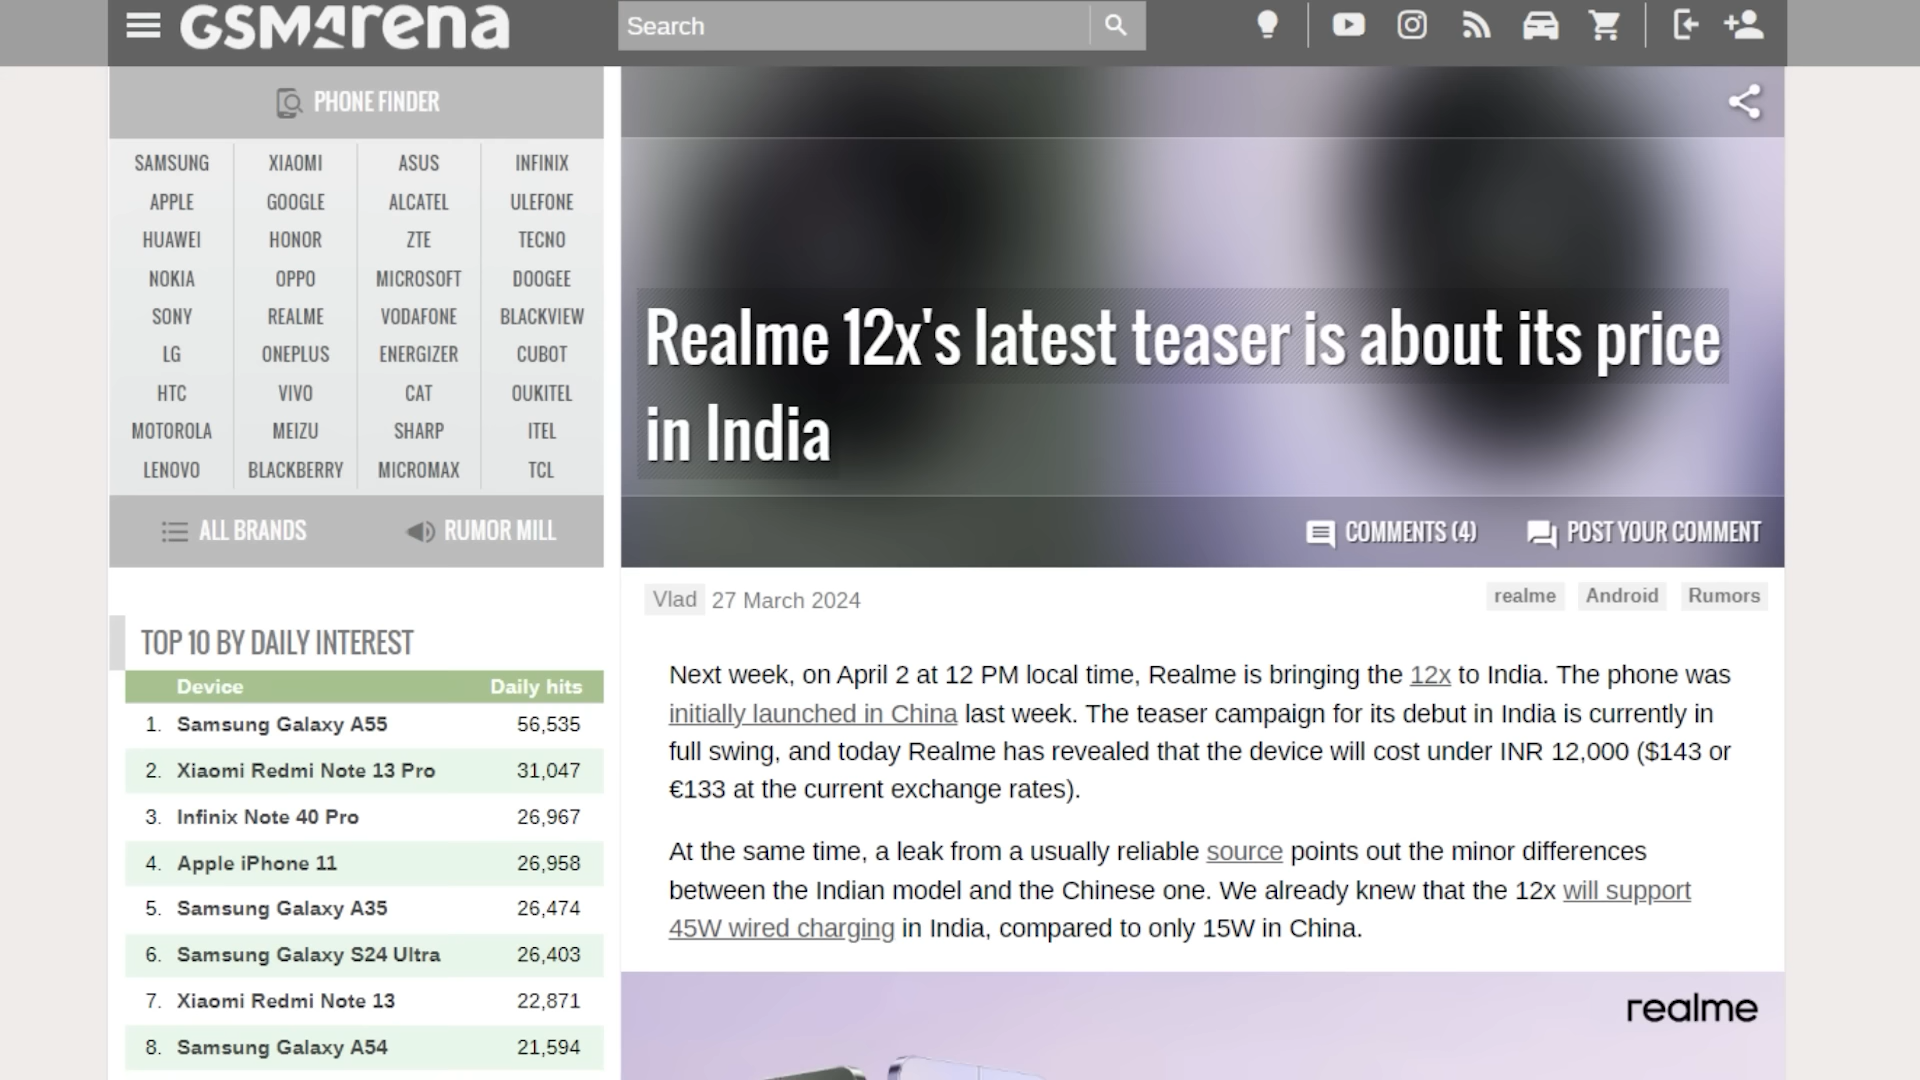 GSMArena
Search
PHONE FINDER
SAMSUNG XIAOMI ASUS INFINIX
APPLE GOOGLE ALCATEL ULEFONE
HUAWEI HONOR ZTE TECNO
NOKIA OPPO MICROSOFT DOOGEE
SONY REALME VODAFONE BLACKVIEW
LG ONEPLUS ENERGIZER CUBOT
HTC VIVO CAT OUKITEL
MOTOROLA MEIZU SHARP ITEL
LENOVO BLACKBERRY MICROMAX TCL
ALL BRANDS RUMOR MILL
TOP 10 BY DAILY INTEREST
Device Daily hits
1. Samsung Galaxy A55 56,535
2. Xiaomi Redmi Note 13 Pro 31,047
3. Infinix Note 40 Pro 26,967
4. Apple iPhone 11 26,958
5. Samsung Galaxy A35 26,474
6. Samsung Galaxy S24 Ultra 26,403
7. Xiaomi Redmi Note 13 22,871
8. Samsung Galaxy A54 21,594
Realme 12x's latest teaser is about its price
in India
COMMENTS (4) POST YOUR COMMENT
Vlad 27 March 2024
realme Android Rumors
Next week, on April 2 at 12 PM local time, Realme is bringing the 12x to India. The phone was
initially launched in China last week. The teaser campaign for its debut in India is currently in
full swing, and today Realme has revealed that the device will cost under INR 12,000 ($143 or
€133 at the current exchange rates).
At the same time, a leak from a usually reliable source points out the minor differences
between the Indian model and the Chinese one. We already knew that the 12x will support
45W wired charging in India, compared to only 15W in China.
realme